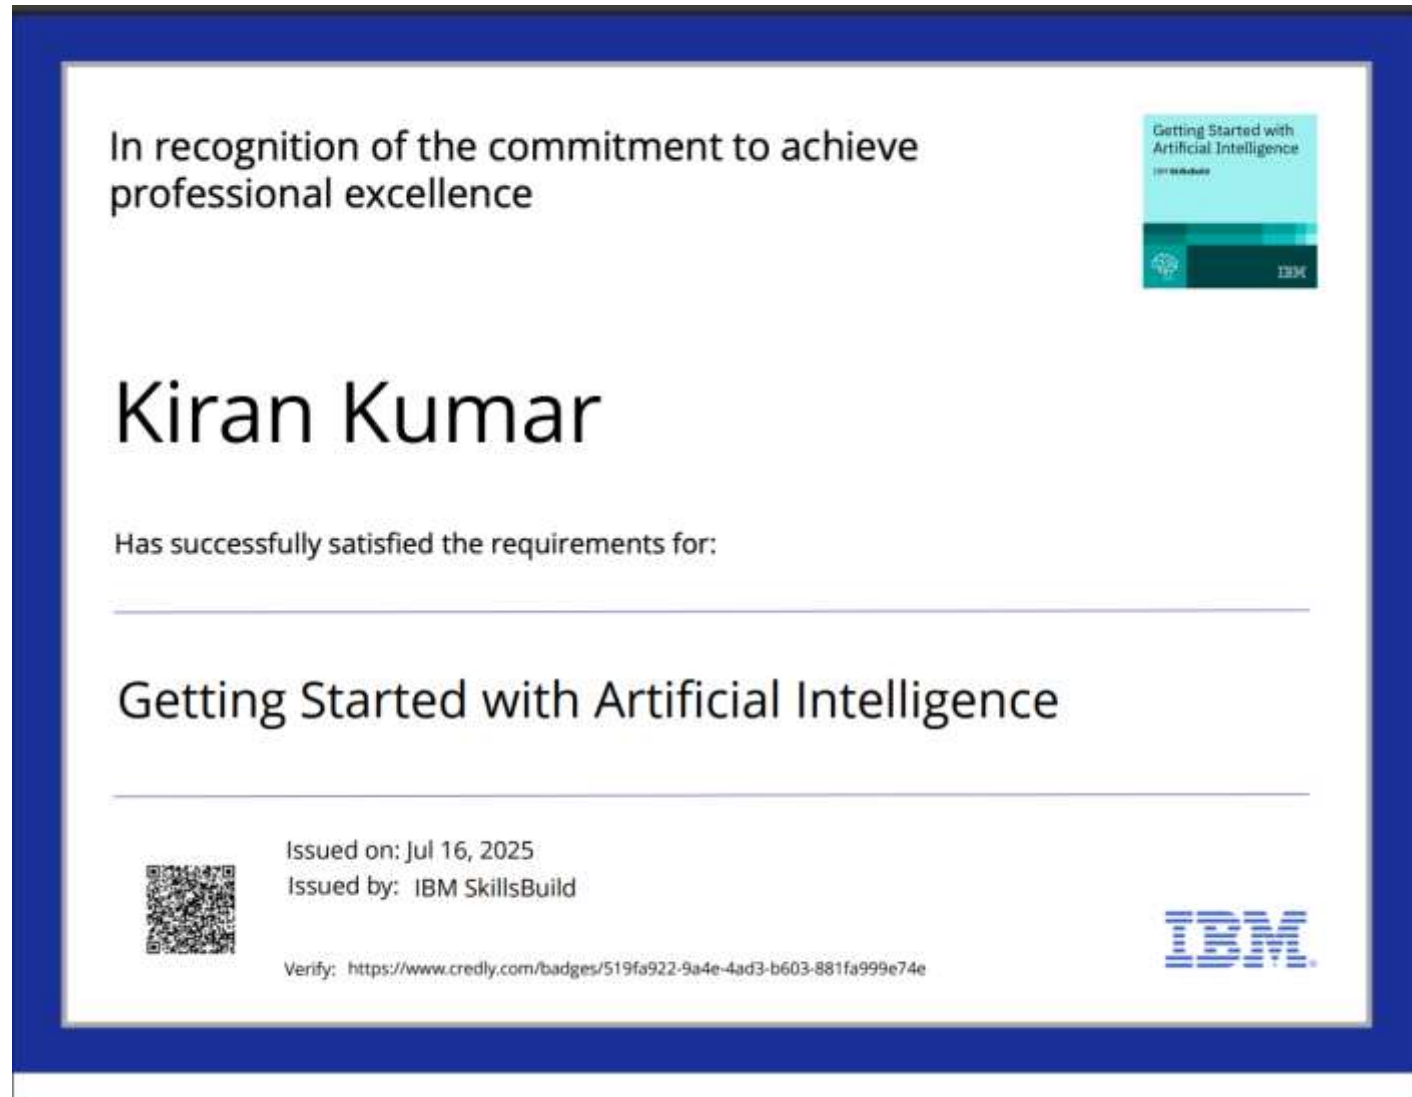 In recognition of the commitment to achieve
professional excellence
Getting Started with
Artificial Intelligence
IBM SkillsBuild
IBM
Kiran Kumar
Has successfully satisfied the requirements for:
Getting Started with Artificial Intelligence
Issued on: Jul 16, 2025
Issued by: IBM SkillsBuild
Verify: https://www.credly.com/badges/519fa922-9a4e-4ad3-b603-881fa999e74e
IBM